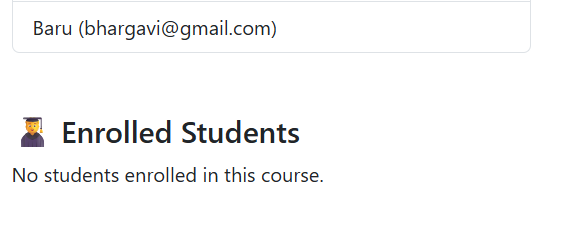 Baru (bhargavi@gmail.com)
Enrolled Students
No students enrolled in this course.